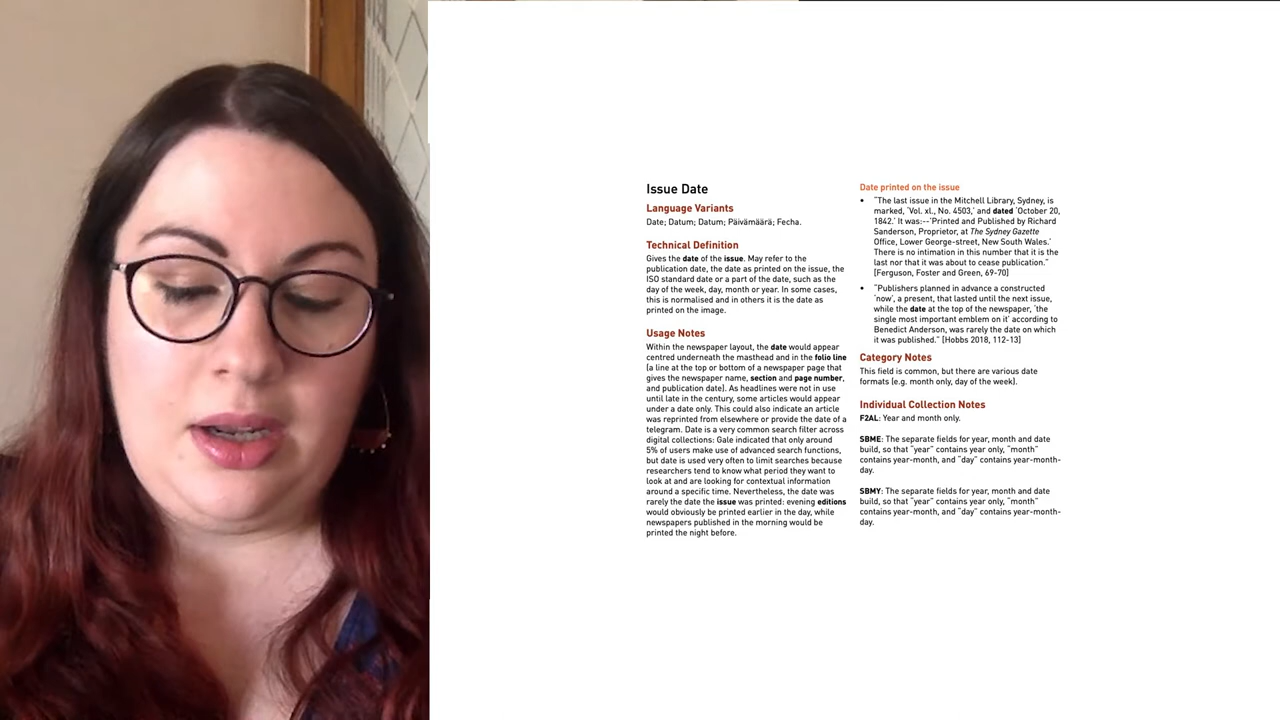 Issue Date
Language Variants
Date; Datum; Datum; Päivämäärä; Fecha.
Technical Definition
Gives the date of the issue. May refer to the
publication date, the date as printed on the issue, the
ISO standard date or a part of the date, such as the
day of the week, day, month or year. In some cases,
this is normalised and in others it is the date as
printed on the image.
Usage Notes
Within the newspaper layout, the date would appear
centred underneath the masthead and in the folio line
(a line at the top or bottom of a newspaper page that
gives the newspaper name, section and page number,
and publication date). As headlines were not in use
until late in the century, some articles would appear
under a date only. This could also indicate an article
was reprinted from elsewhere or provide the date of a
telegram. Date is a very common search filter across
digital collections: Gale indicated that only around
5% of users make use of advanced search functions,
but date is used very often to limit searches because
researchers tend to know what period they want to
look at and are looking for contextual information
around a specific time. Nevertheless, the date was
rarely the date the issue was printed: evening editions
would obviously be printed earlier in the day, while
newspapers published in the morning would be
printed the night before.
Date printed on the issue
• "The last issue in the Mitchell Library, Sydney, is
marked, 'Vol. xl., No. 4503,' and dated 'October 20,
1842.' It was:--'Printed and Published by Richard
Sanderson, Proprietor, at The Sydney Gazette
Office, Lower George-street, New South Wales.'
There is no intimation in this number that it is the
last nor that it was about to cease publication."
[Ferguson, Foster and Green, 69-70]
• "Publishers planned in advance a constructed
'now', a present, that lasted until the next issue,
while the date at the top of the newspaper, 'the
single most important emblem on it' according to
Benedict Anderson, was rarely the date on which
it was published." [Hobbs 2018, 112-13]
Category Notes
This field is common, but there are various date
formats (e.g. month only, day of the week).
Individual Collection Notes
F2AL: Year and month only.
SBME: The separate fields for year, month and date
build, so that "year" contains year only, "month"
contains year-month, and "day" contains year-month-
day.
SBMY: The separate fields for year, month and date
build, so that "year" contains year only, "month"
contains year-month, and "day" contains year-month-
day.